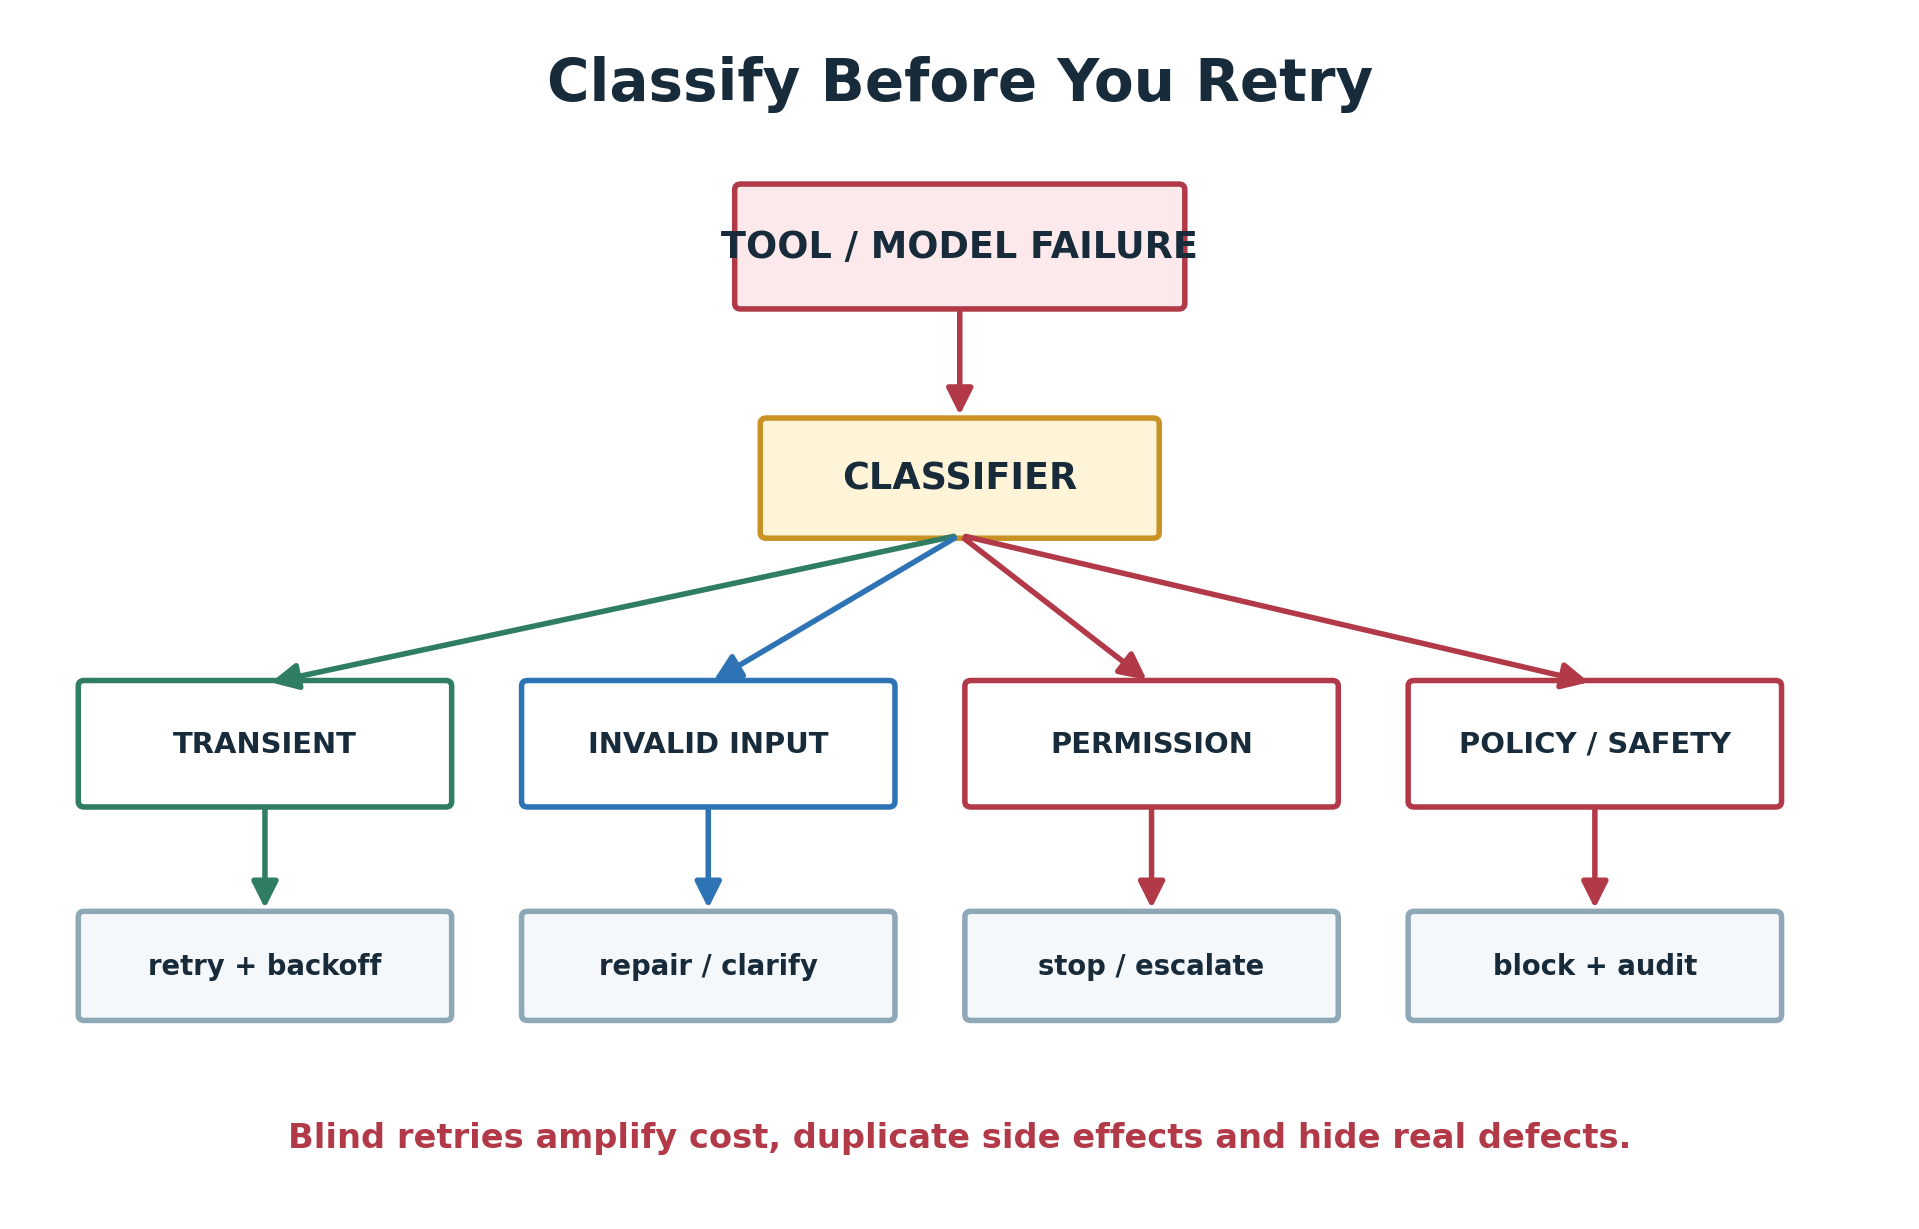 Classify Before You Retry
TOOL / MODEL FAILURE
CLASSIFIER
TRANSIENT
INVALID INPUT
PERMISSION
POLICY / SAFETY
retry + backoff
repair / clarify
stop / escalate
block + audit
Blind retries amplify cost, duplicate side effects and hide real defects.